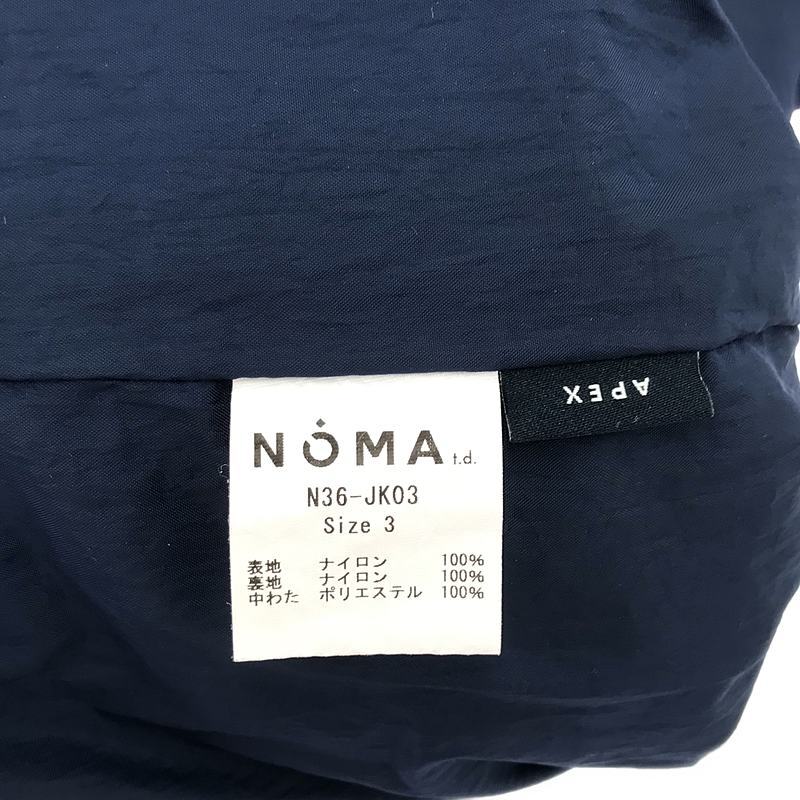 NOMA t.d.
N36-JK03
Size 3
表地 ナイロン 100%
裏地 ナイロン 100%
中わた ポリエステル 100%
APEX